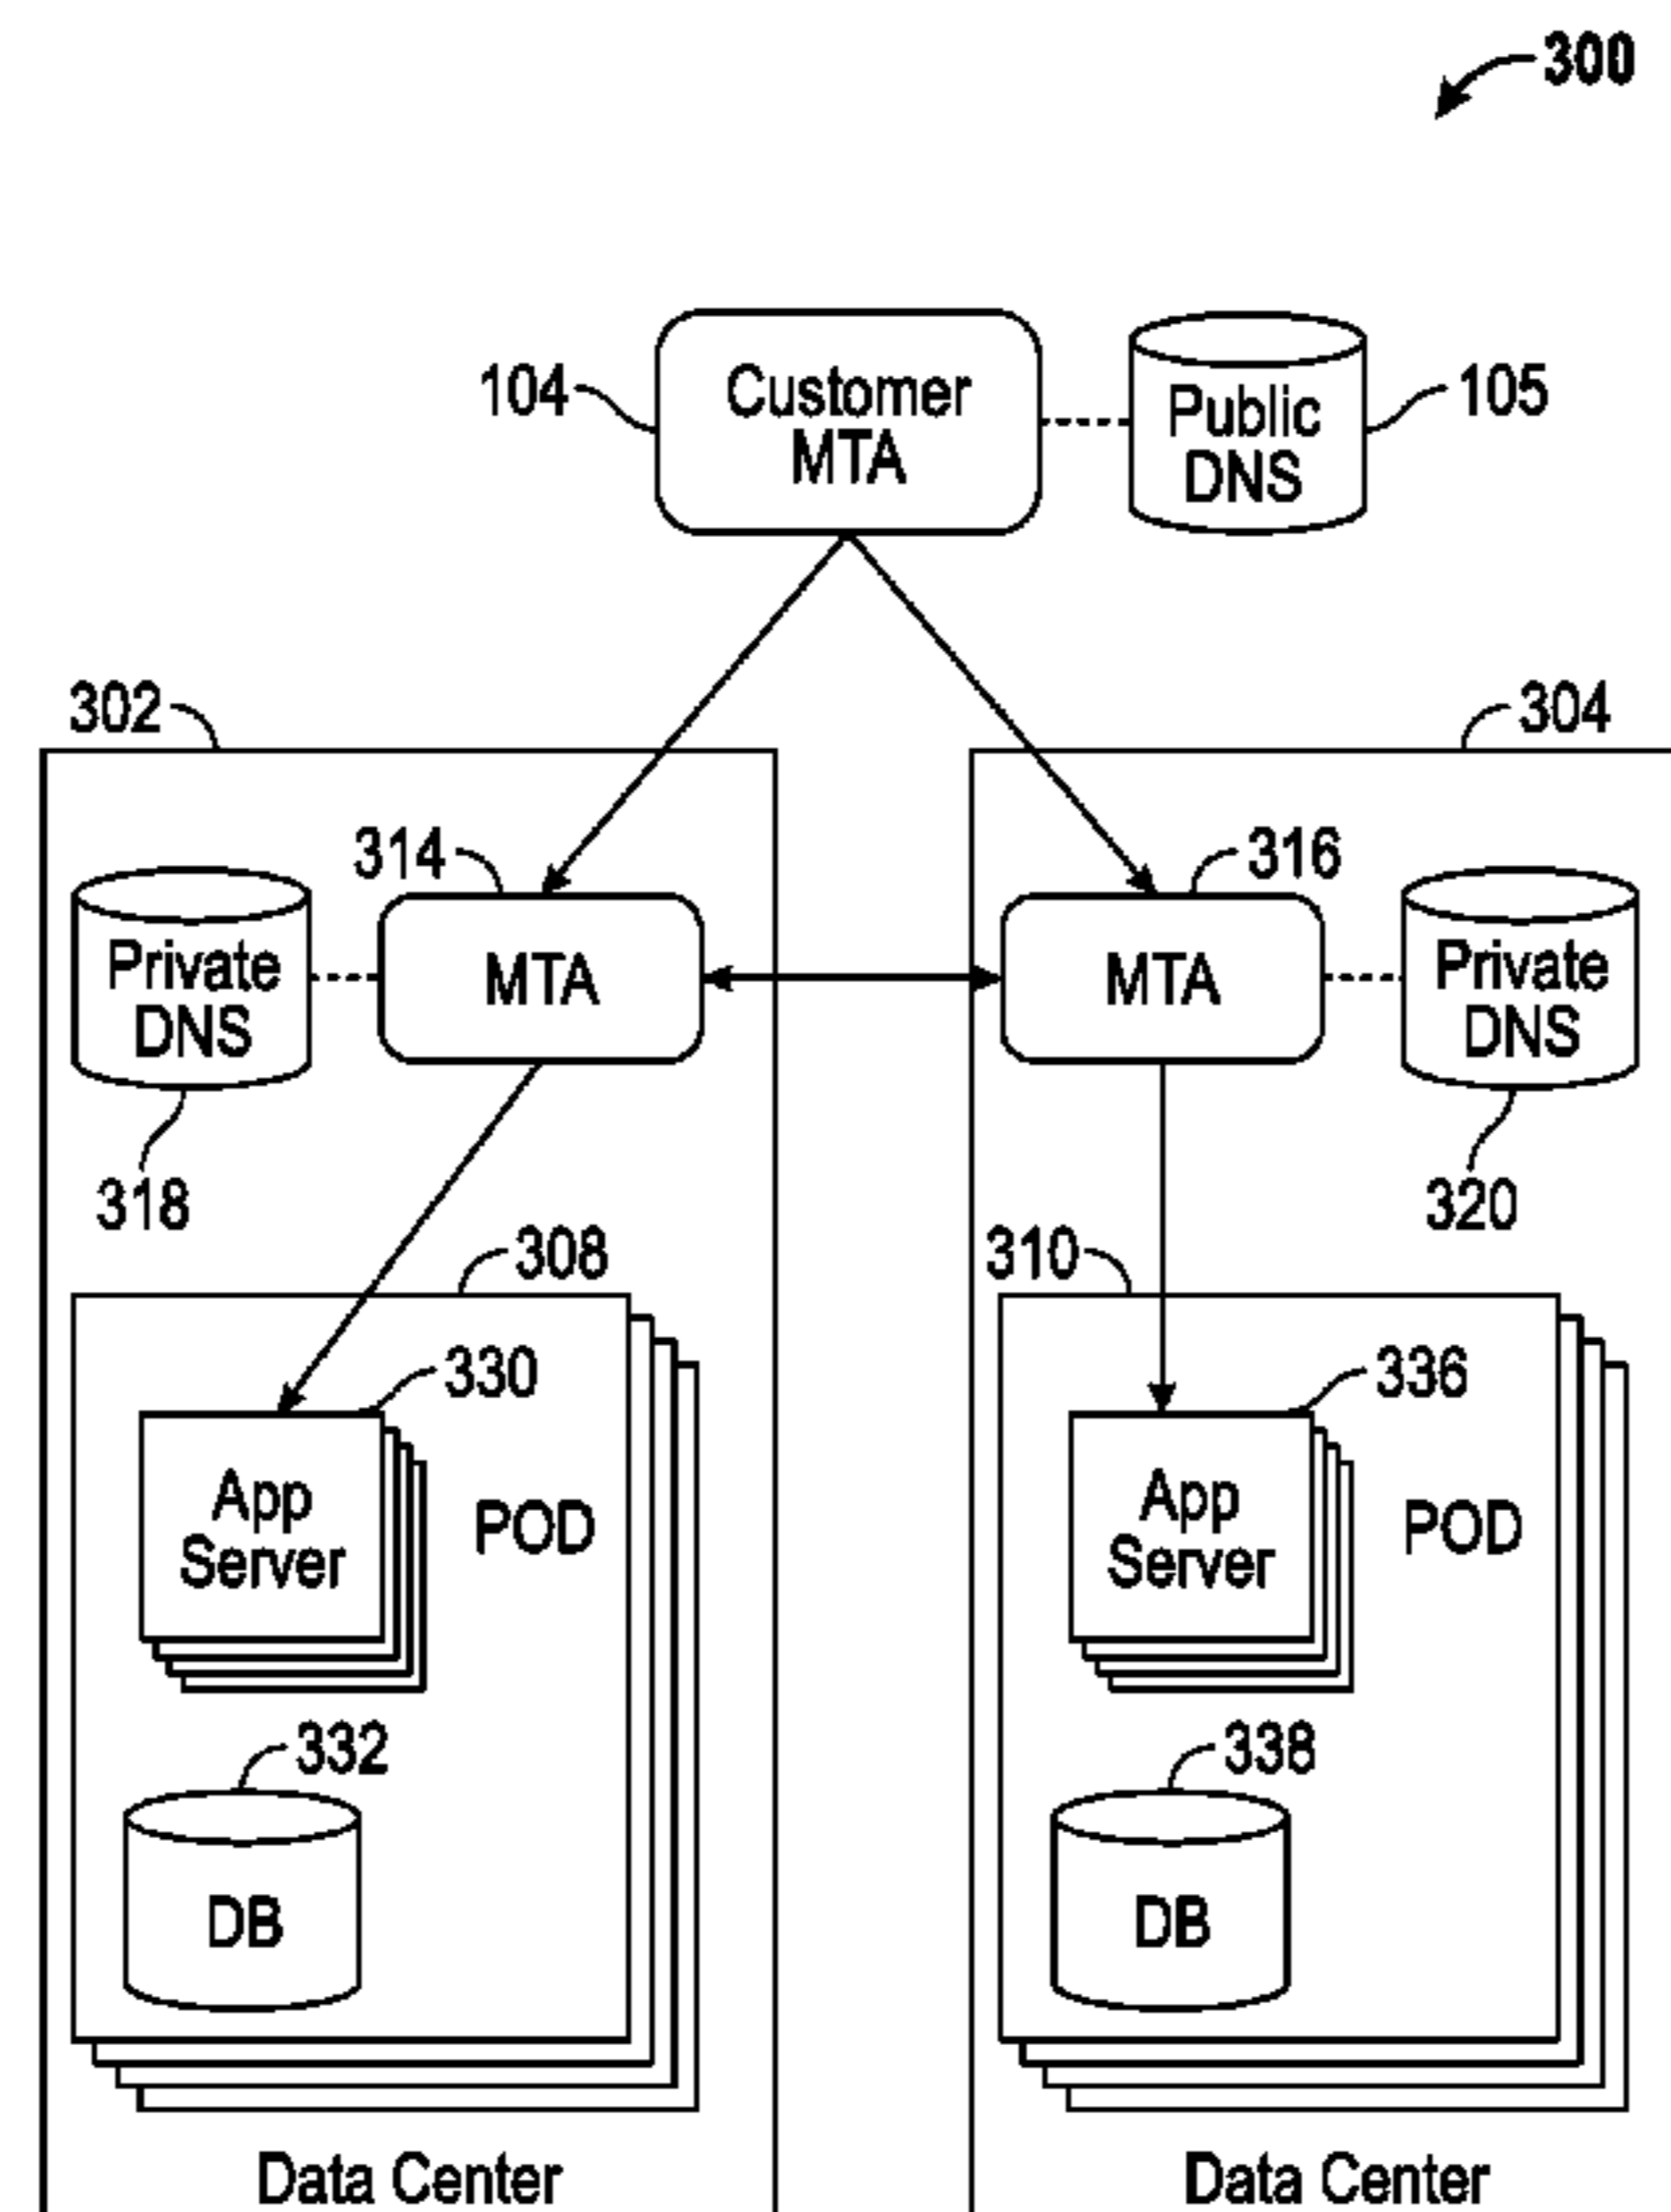 300
104
Customer
MTA
Public
DNS
105
302
304
314
316
Private
DNS
MTA
MTA
Private
DNS
318
320
308
310
330
336
App
Server
POD
App
Server
POD
332
338
DB
DB
Data Center
Data Center